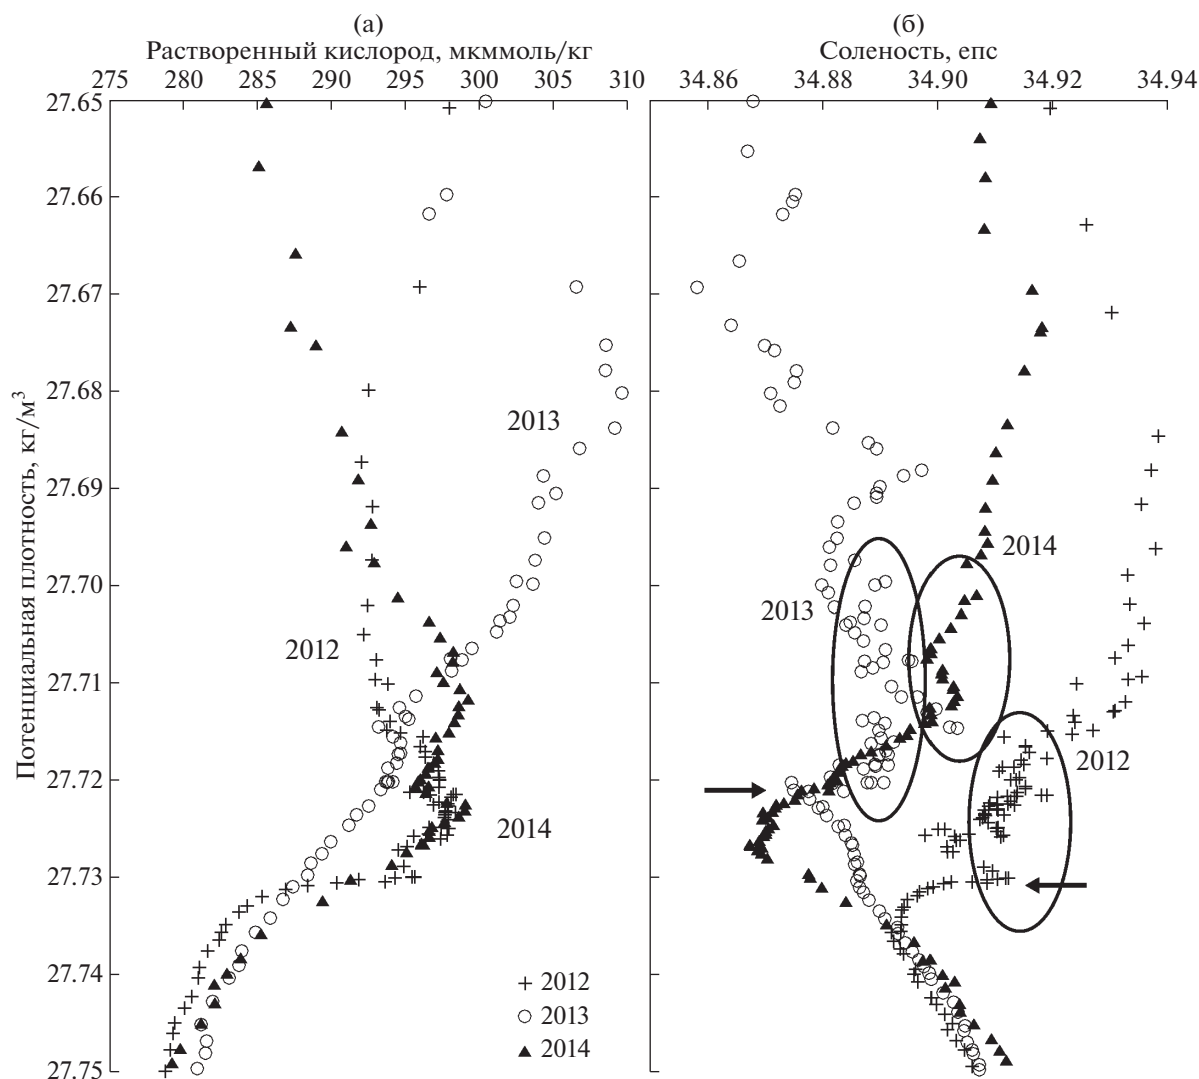 (а)
Растворенный кислород, мкммоль/кг
275 280 285 290 295 300 305 310
(б)
Соленость, епс
34.86 34.88 34.90 34.92 34.94
Потенциальная плотность, кг/м³
27.65
27.66
27.67
27.68
27.69
27.70
27.71
27.72
27.73
27.74
27.75
2013
2012
2014
2012
2013
2014
2014
2013
2012